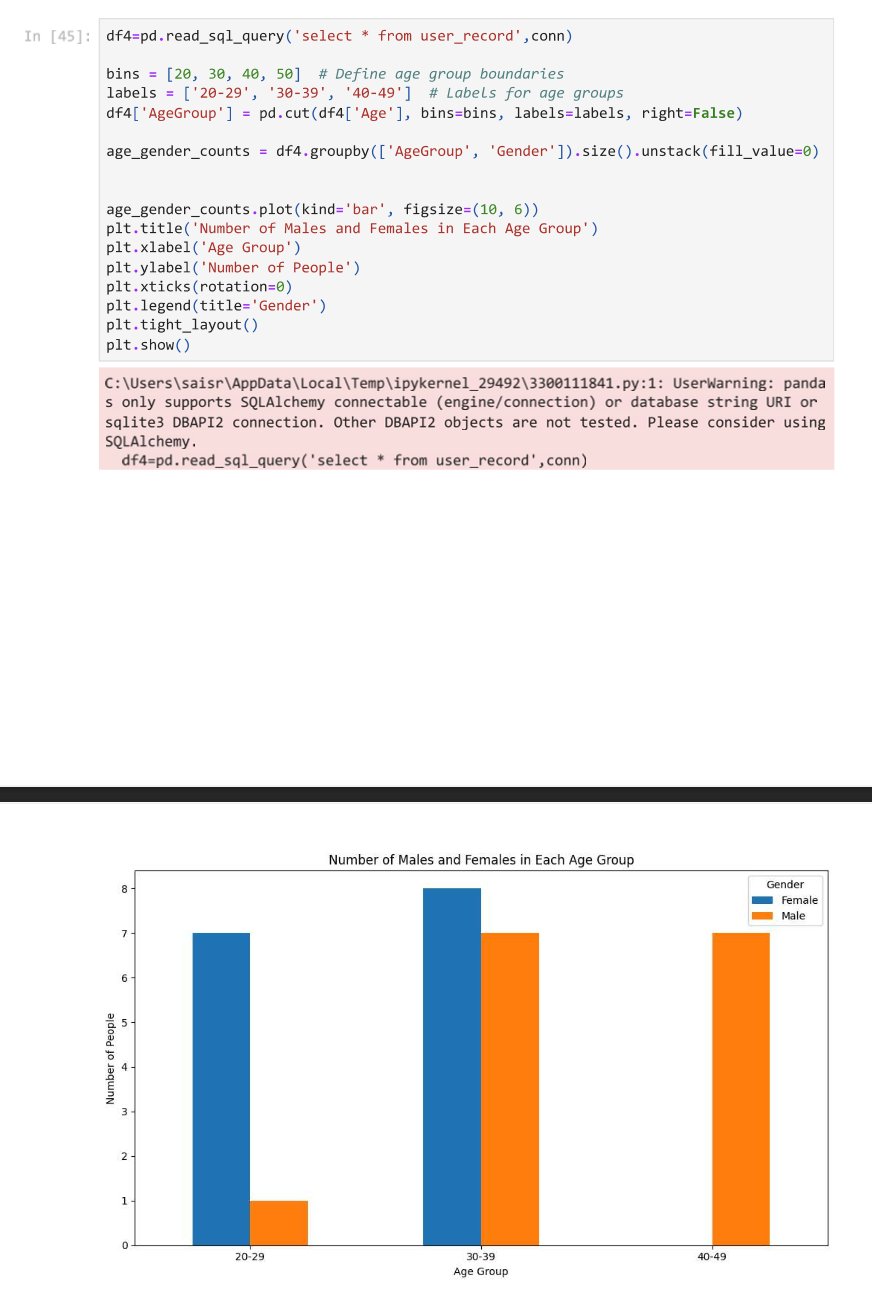 In [45]:
df4=pd.read_sql_query('select * from user_record',conn)
bins = [20, 30, 40, 50]  # Define age group boundaries
labels = ['20-29', '30-39', '40-49']  # Labels for age groups
df4['AgeGroup'] = pd.cut(df4['Age'], bins=bins, labels=labels, right=False)
age_gender_counts = df4.groupby(['AgeGroup', 'Gender']).size().unstack(fill_value=0)
age_gender_counts.plot(kind='bar', figsize=(10, 6))
plt.title('Number of Males and Females in Each Age Group')
plt.xlabel('Age Group')
plt.ylabel('Number of People')
plt.xticks(rotation=0)
plt.legend(title='Gender')
plt.tight_layout()
plt.show()
C:\Users\saisr\AppData\Local\Temp\ipykernel_29492\3300111841.py:1: UserWarning: panda
s only supports SQLAlchemy connectable (engine/connection) or database string URI or
sqlite3 DBAPI2 connection. Other DBAPI2 objects are not tested. Please consider using
SQLAlchemy.
  df4=pd.read_sql_query('select * from user_record',conn)
Number of Males and Females in Each Age Group
Gender
Female
Male
Number of People
8
7
6
5
4
3
2
1
0
20-29
30-39
40-49
Age Group